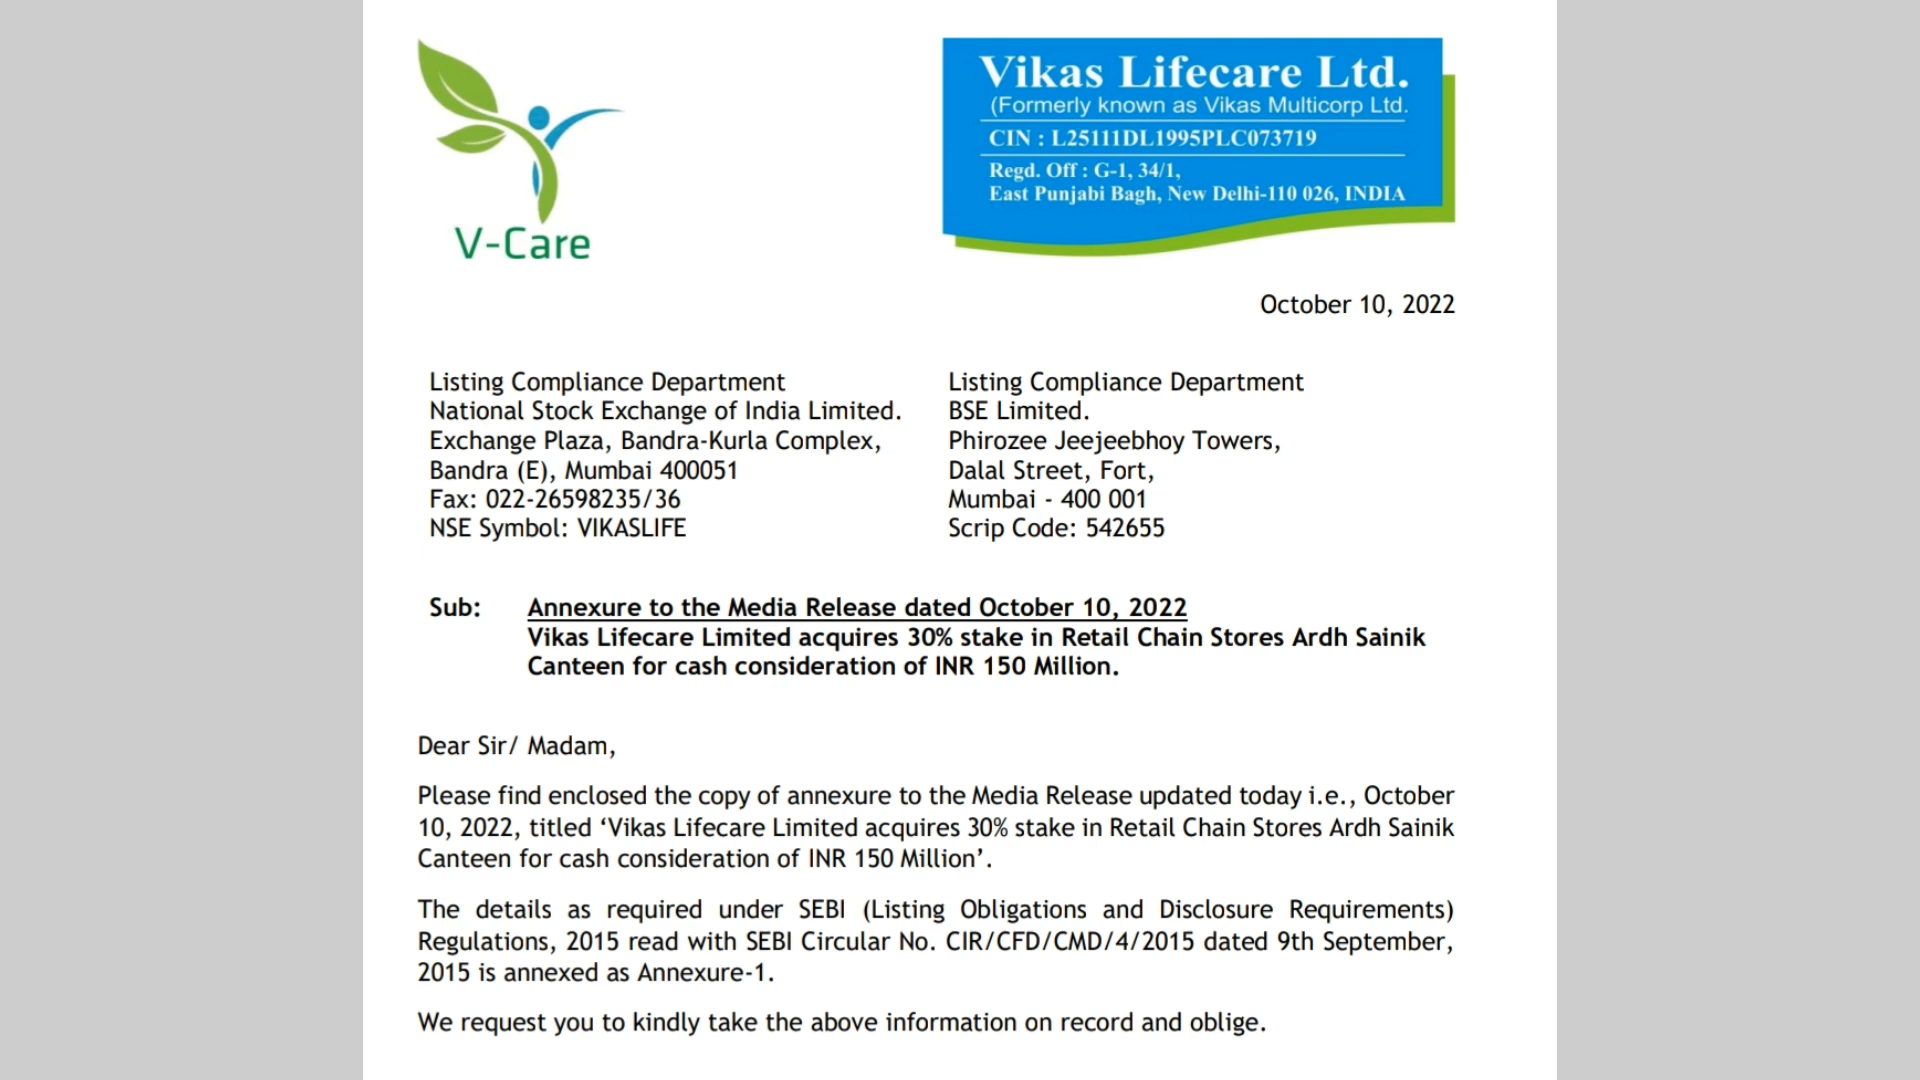 V-Care
Vikas Lifecare Ltd.
(Formerly known as Vikas Multicorp Ltd.
CIN : L25111DL1995PLC073719
Regd. Off : G-1, 34/1,
East Punjabi Bagh, New Delhi-110 026, INDIA
October 10, 2022
Listing Compliance Department
National Stock Exchange of India Limited.
Exchange Plaza, Bandra-Kurla Complex,
Bandra (E), Mumbai 400051
Fax: 022-26598235/36
NSE Symbol: VIKASLIFE
Listing Compliance Department
BSE Limited.
Phirozee Jeejeebhoy Towers,
Dalal Street, Fort,
Mumbai - 400 001
Scrip Code: 542655
Sub: Annexure to the Media Release dated October 10, 2022
Vikas Lifecare Limited acquires 30% stake in Retail Chain Stores Ardh Sainik
Canteen for cash consideration of INR 150 Million.
Dear Sir/ Madam,
Please find enclosed the copy of annexure to the Media Release updated today i.e., October
10, 2022, titled ‘Vikas Lifecare Limited acquires 30% stake in Retail Chain Stores Ardh Sainik
Canteen for cash consideration of INR 150 Million’.
The details as required under SEBI (Listing Obligations and Disclosure Requirements)
Regulations, 2015 read with SEBI Circular No. CIR/CFD/CMD/4/2015 dated 9th September,
2015 is annexed as Annexure-1.
We request you to kindly take the above information on record and oblige.